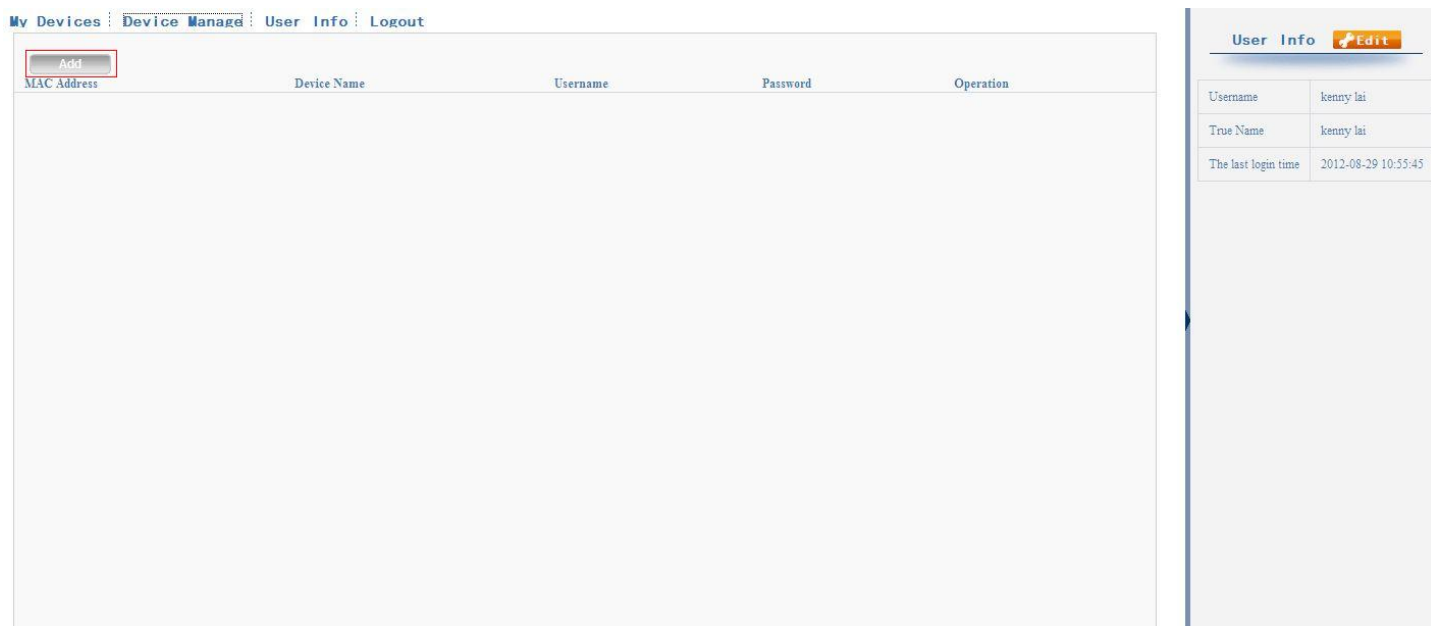 My Devices Device Manage User Info Logout
Add
MAC Address Device Name Username Password Operation
User Info Edit
Username kenny lai
True Name kenny lai
The last login time 2012-08-29 10:55:45